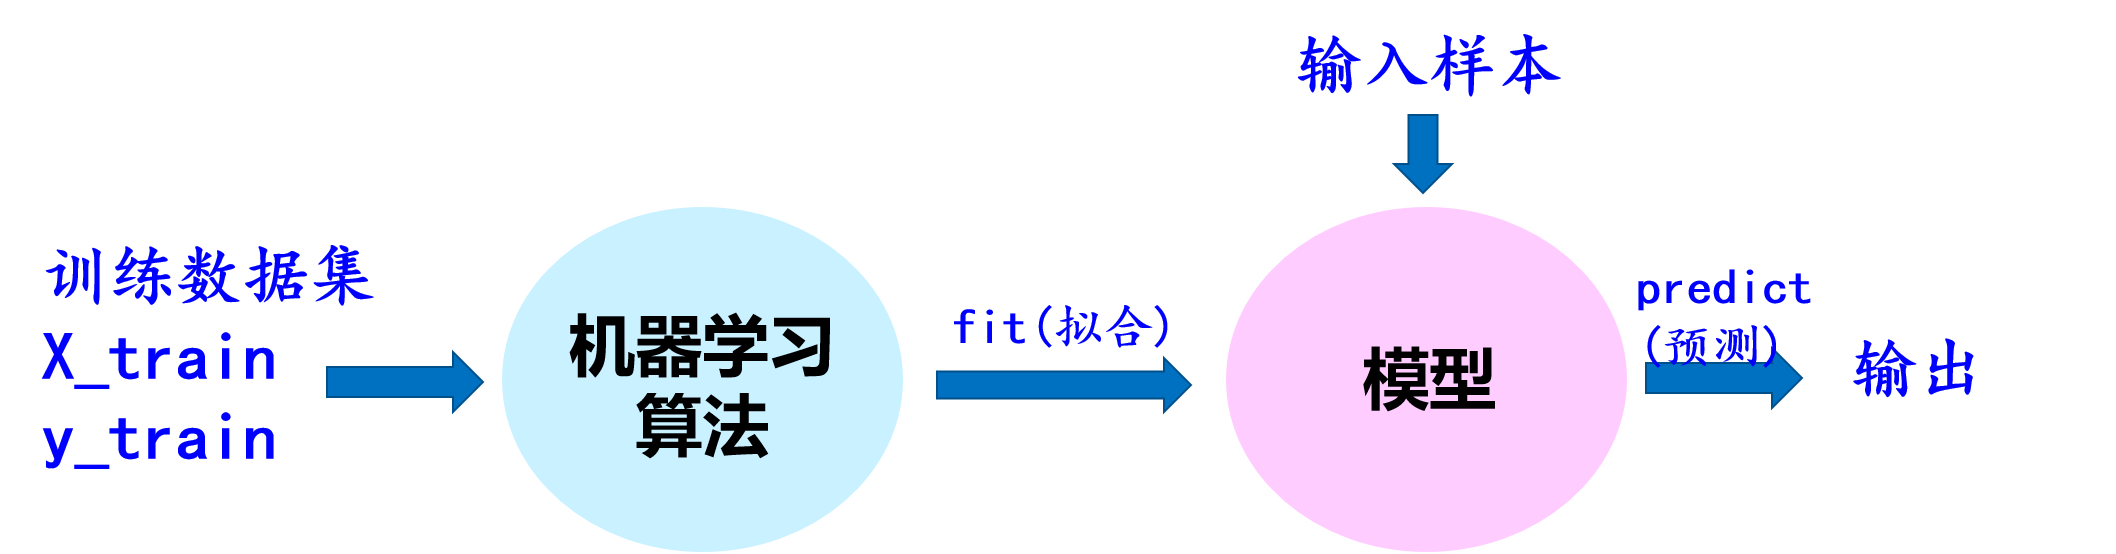 输入样本
训练数据集
X_train
y_train
机器学习
算法
fit(拟合)
模型
predict
(预测)
输出